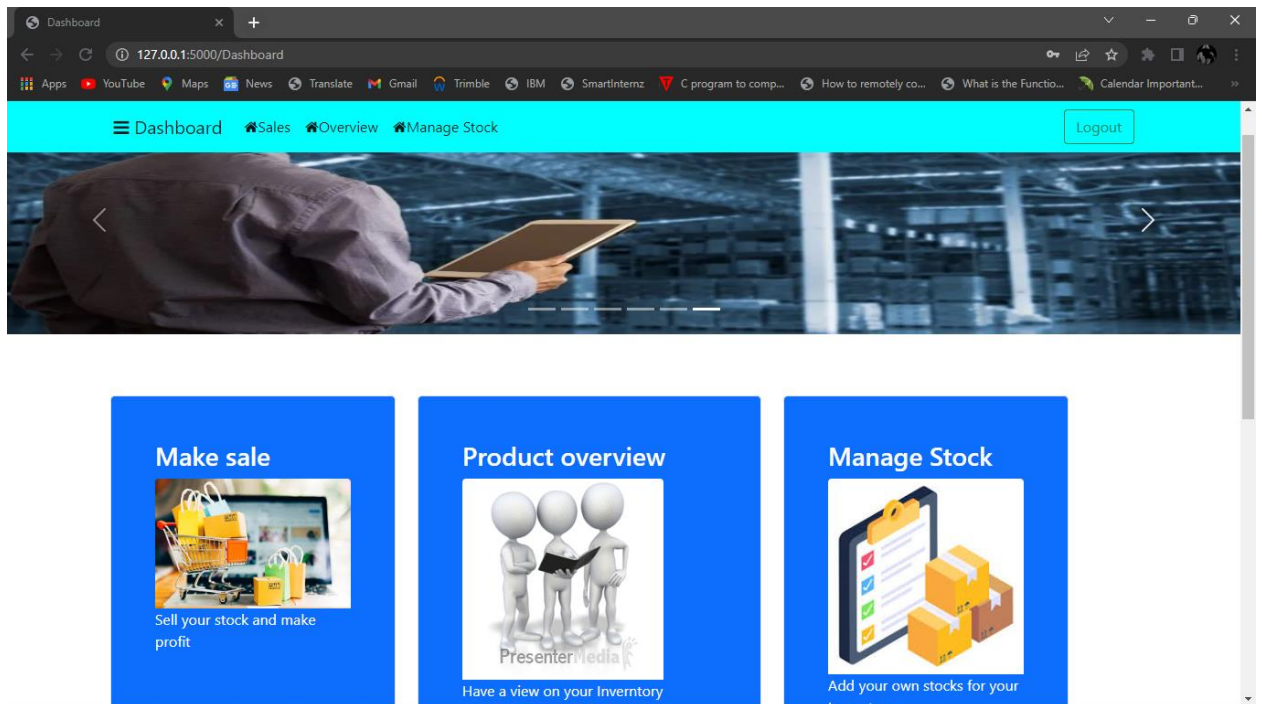 Dashboard
127.0.0.1:5000/Dashboard
Apps YouTube Maps News Translate Gmail Trimble IBM SmartInternz C program to comp... How to remotely co... What is the Functio... Calendar Important...
Dashboard Sales Overview Manage Stock Logout
Make sale
Sell your stock and make
profit
Product overview
PresenterMedia
Have a view on your Inverntory
Manage Stock
Add your own stocks for your